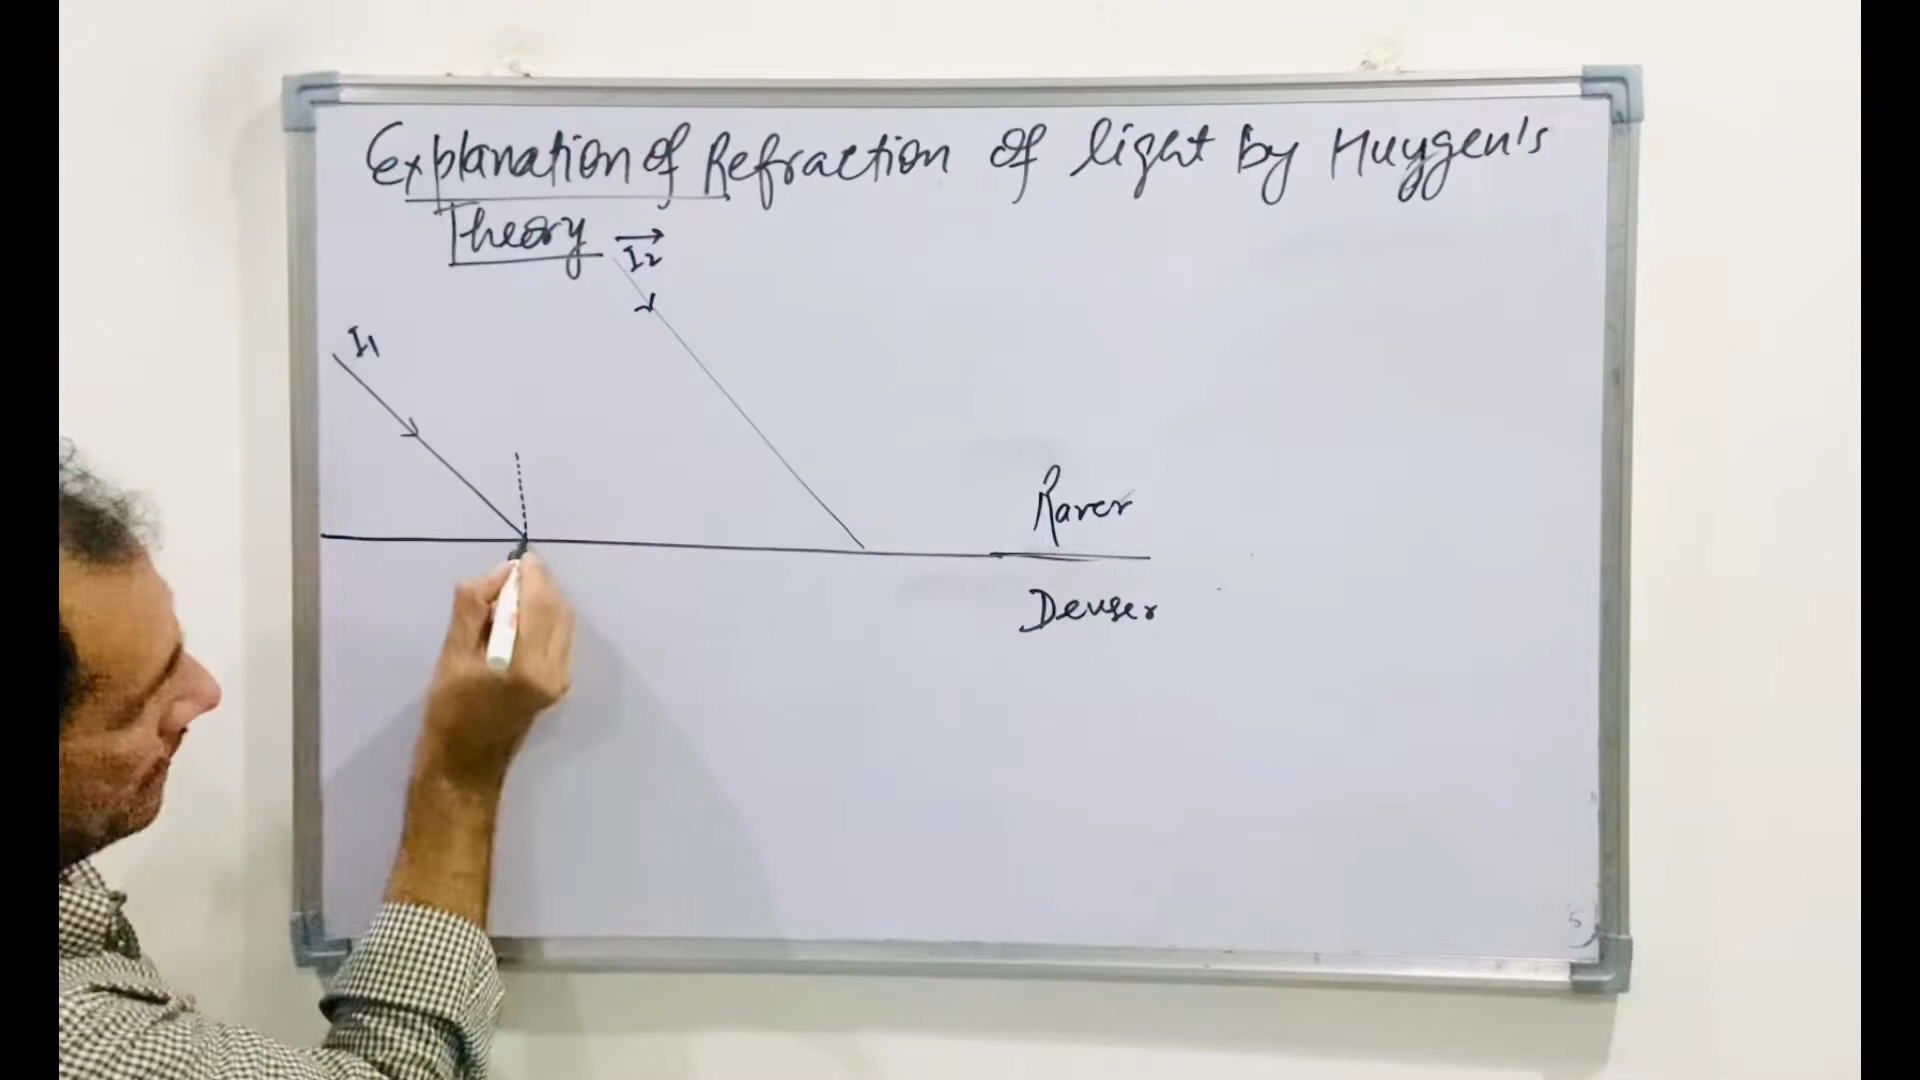 Explanation of Refraction of light by Huygen's
Theory
I2
I1
Rarer
Denser